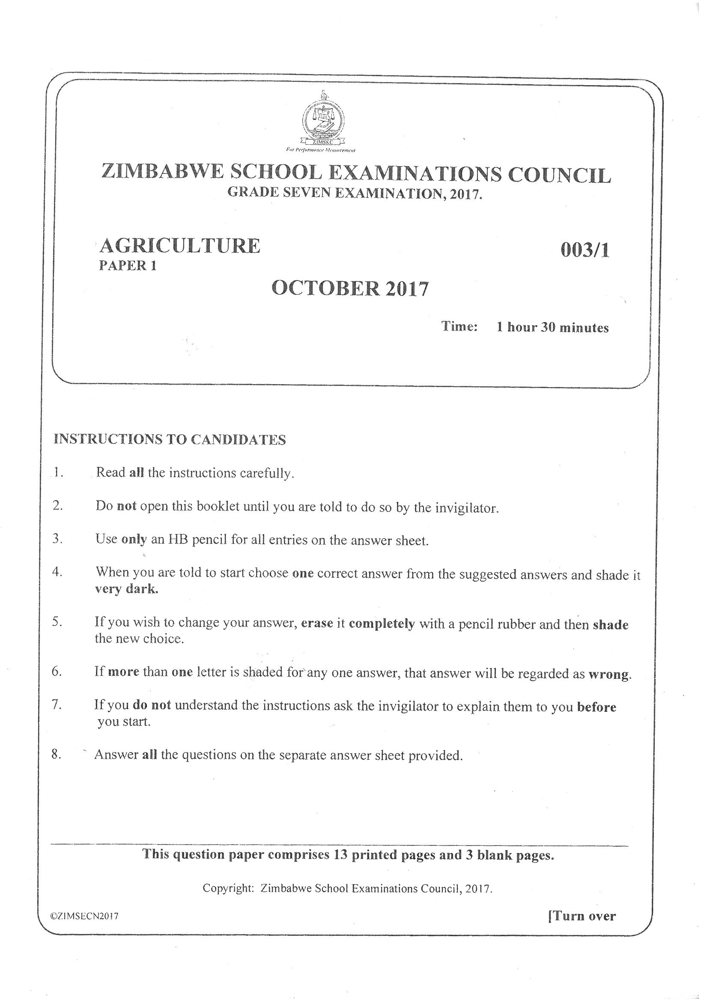 ZIMSEC
For Performance Measurement
ZIMBABWE SCHOOL EXAMINATIONS COUNCIL
GRADE SEVEN EXAMINATION, 2017.
AGRICULTURE 003/1
PAPER 1
OCTOBER 2017
Time: 1 hour 30 minutes
INSTRUCTIONS TO CANDIDATES
1. Read all the instructions carefully.
2. Do not open this booklet until you are told to do so by the invigilator.
3. Use only an HB pencil for all entries on the answer sheet.
4. When you are told to start choose one correct answer from the suggested answers and shade it
very dark.
5. If you wish to change your answer, erase it completely with a pencil rubber and then shade
the new choice.
6. If more than one letter is shaded for any one answer, that answer will be regarded as wrong.
7. If you do not understand the instructions ask the invigilator to explain them to you before
you start.
8. Answer all the questions on the separate answer sheet provided.
This question paper comprises 13 printed pages and 3 blank pages.
Copyright: Zimbabwe School Examinations Council, 2017.
©ZIMSECN2017 [Turn over